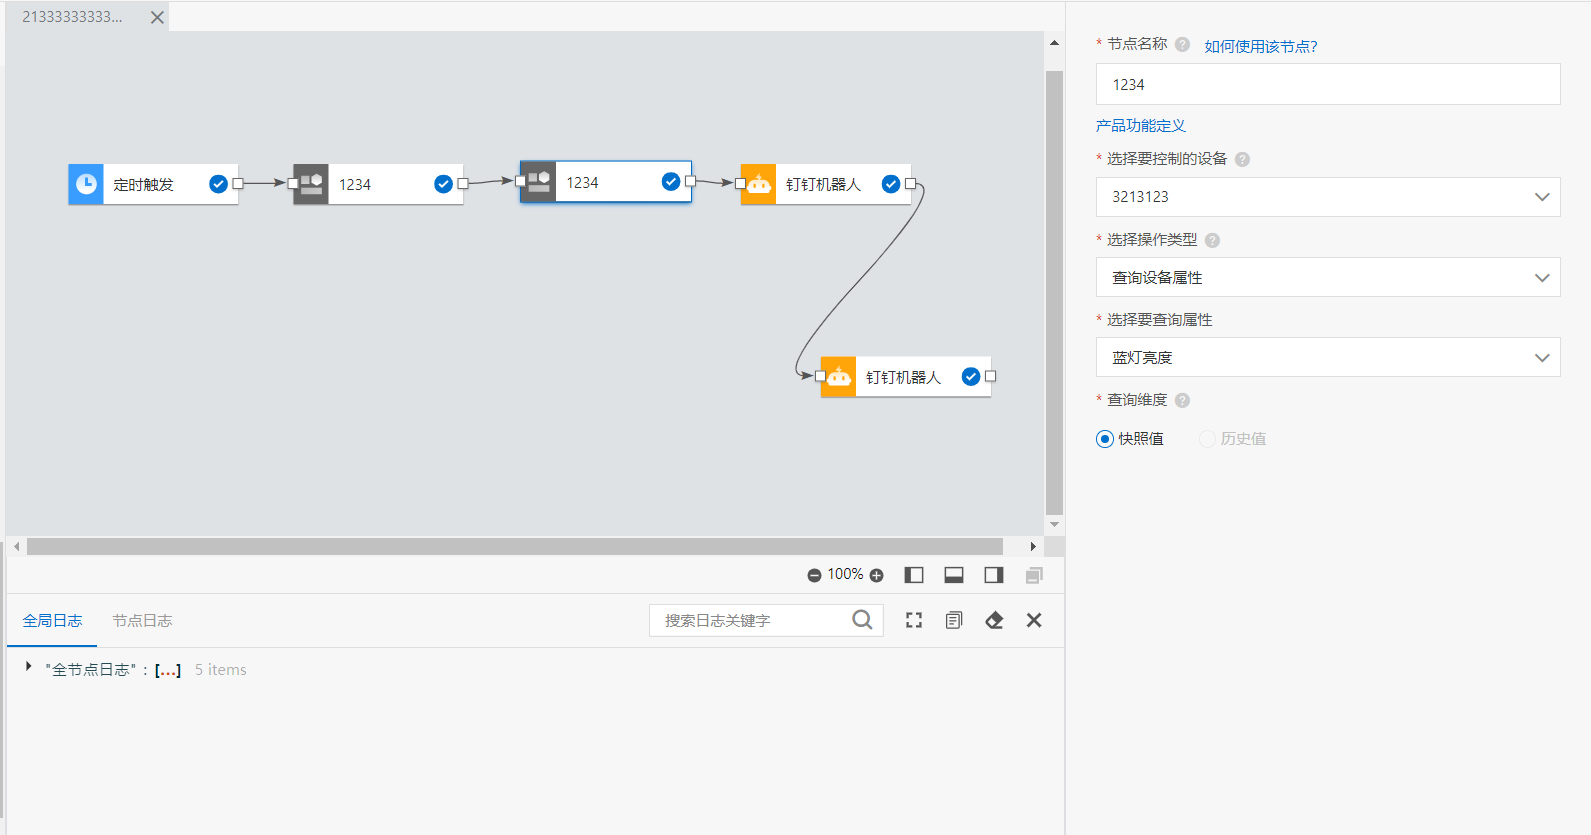 21333333333...
定时触发
1234
1234
钉钉机器人
钉钉机器人
100%
全局日志
节点日志
搜索日志关键字
"全节点日志" : [...] 5 items
* 节点名称 ? 如何使用该节点?
1234
产品功能定义
* 选择要控制的设备 ?
3213123
* 选择操作类型 ?
查询设备属性
* 选择要查询属性
蓝灯亮度
* 查询维度 ?
快照值 历史值